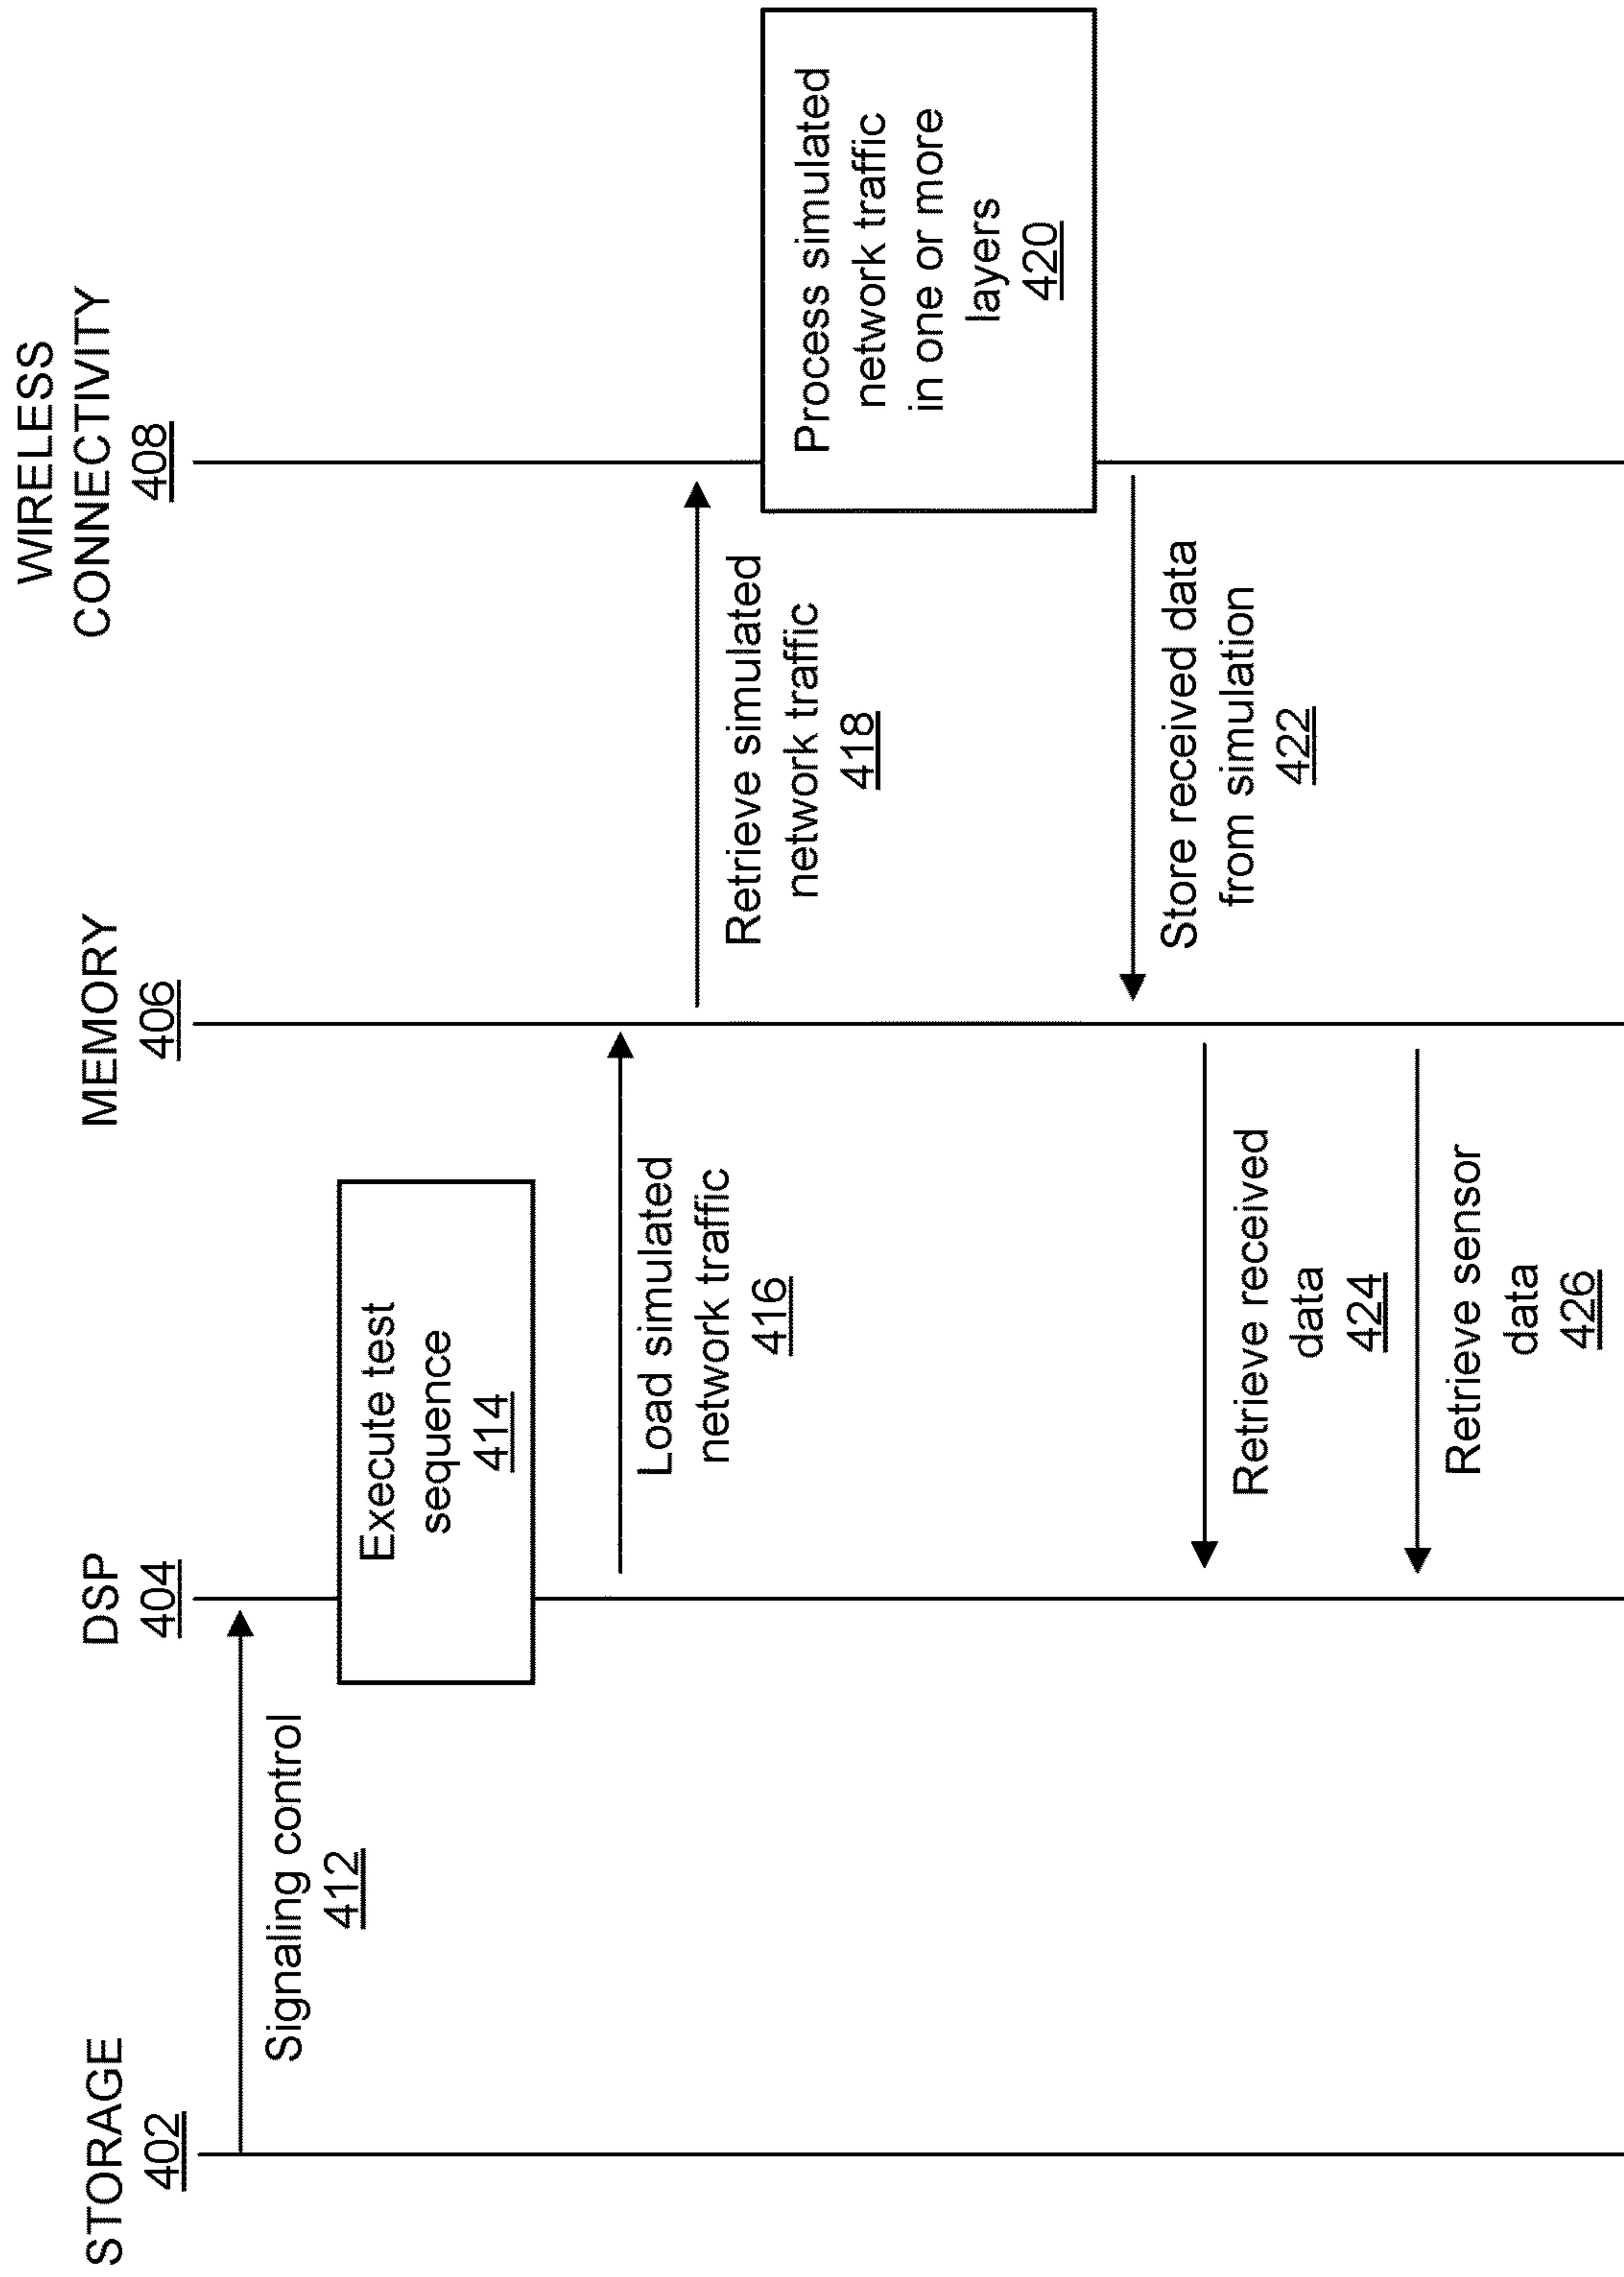 STORAGE
402
DSP
404
MEMORY
406
WIRELESS
CONNECTIVITY
408
Signaling control
412
Execute test
sequence
414
Load simulated
network traffic
416
Retrieve simulated
network traffic
418
Process simulated
network traffic
in one or more
layers
420
Store received data
from simulation
422
Retrieve received
data
424
Retrieve sensor
data
426